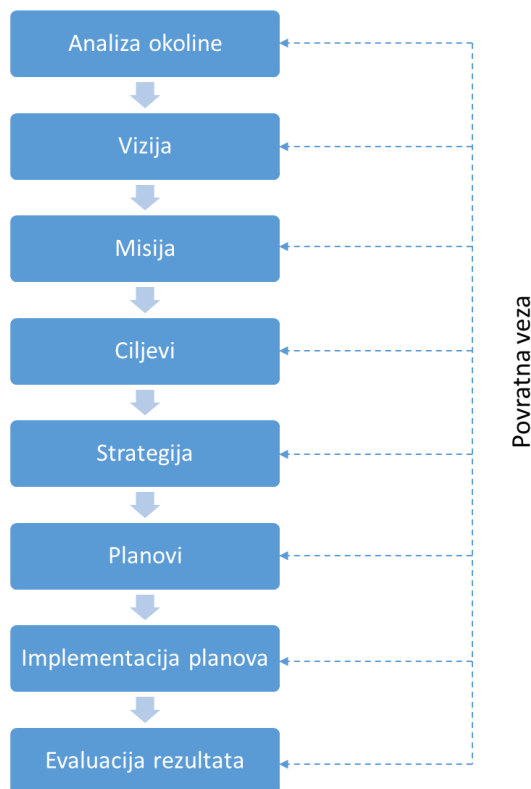 Analiza okoline
Vizija
Misija
Ciljevi
Strategija
Planovi
Implementacija planova
Evaluacija rezultata
Povratna veza